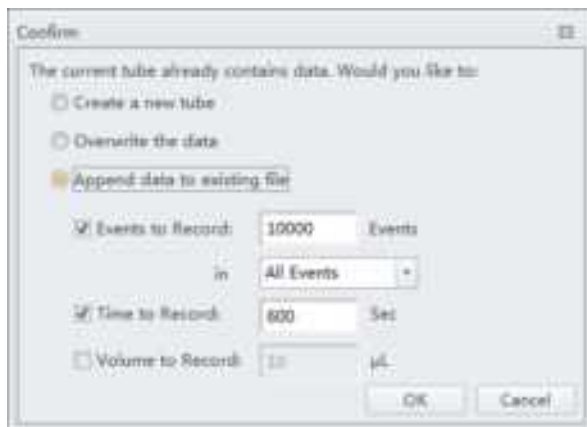 Confirm
The current tube already contains data. Would you like to:
Create a new tube
Overwrite the data
Append data to existing file
Events to Record: 10000 Events
in All Events
Time to Record: 600 Sec
Volume to Record: µL
OK Cancel